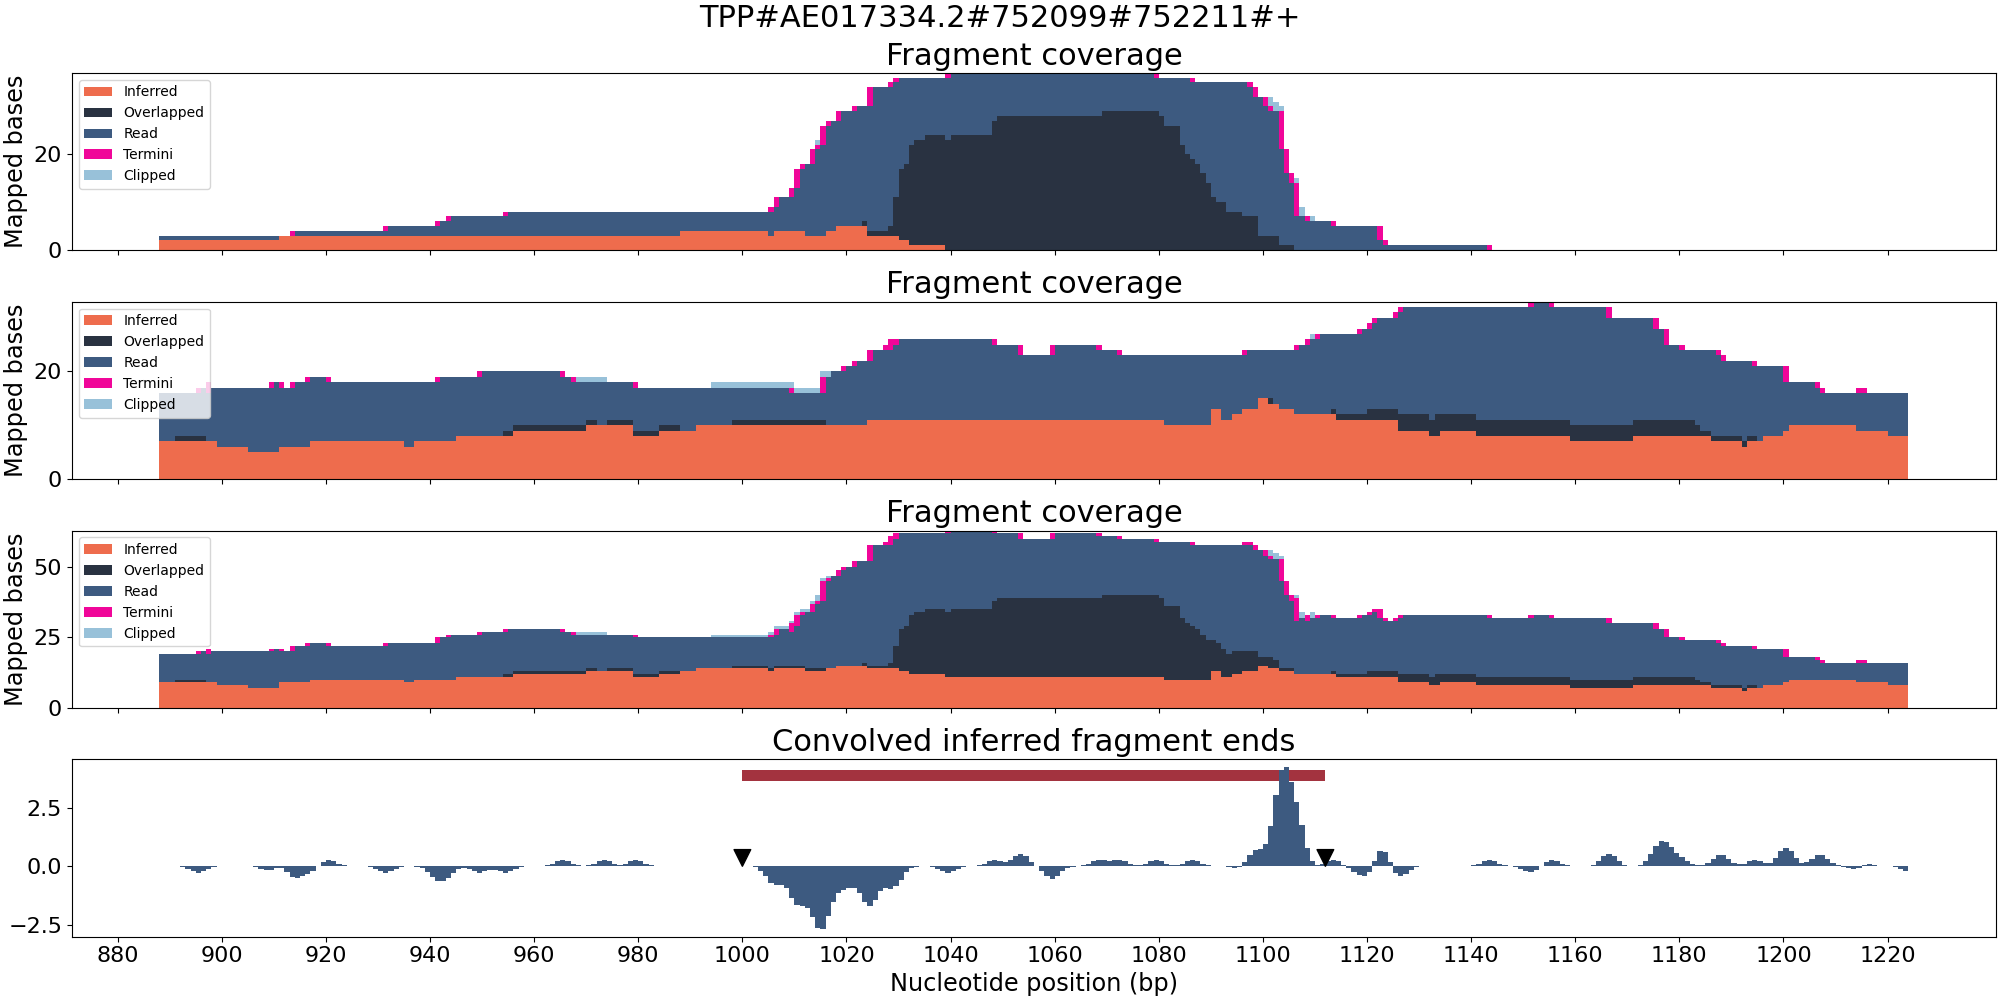 TPP#AE017334.2#752099#752211#+
Fragment coverage
Mapped bases
20
0
Inferred
Overlapped
Read
Termini
Clipped
Fragment coverage
Mapped bases
20
0
Inferred
Overlapped
Read
Termini
Clipped
Fragment coverage
Mapped bases
50
25
0
Inferred
Overlapped
Read
Termini
Clipped
Convolved inferred fragment ends
2.5
0.0
−2.5
880 900 920 940 960 980 1000 1020 1040 1060 1080 1100 1120 1140 1160 1180 1200 1220
Nucleotide position (bp)